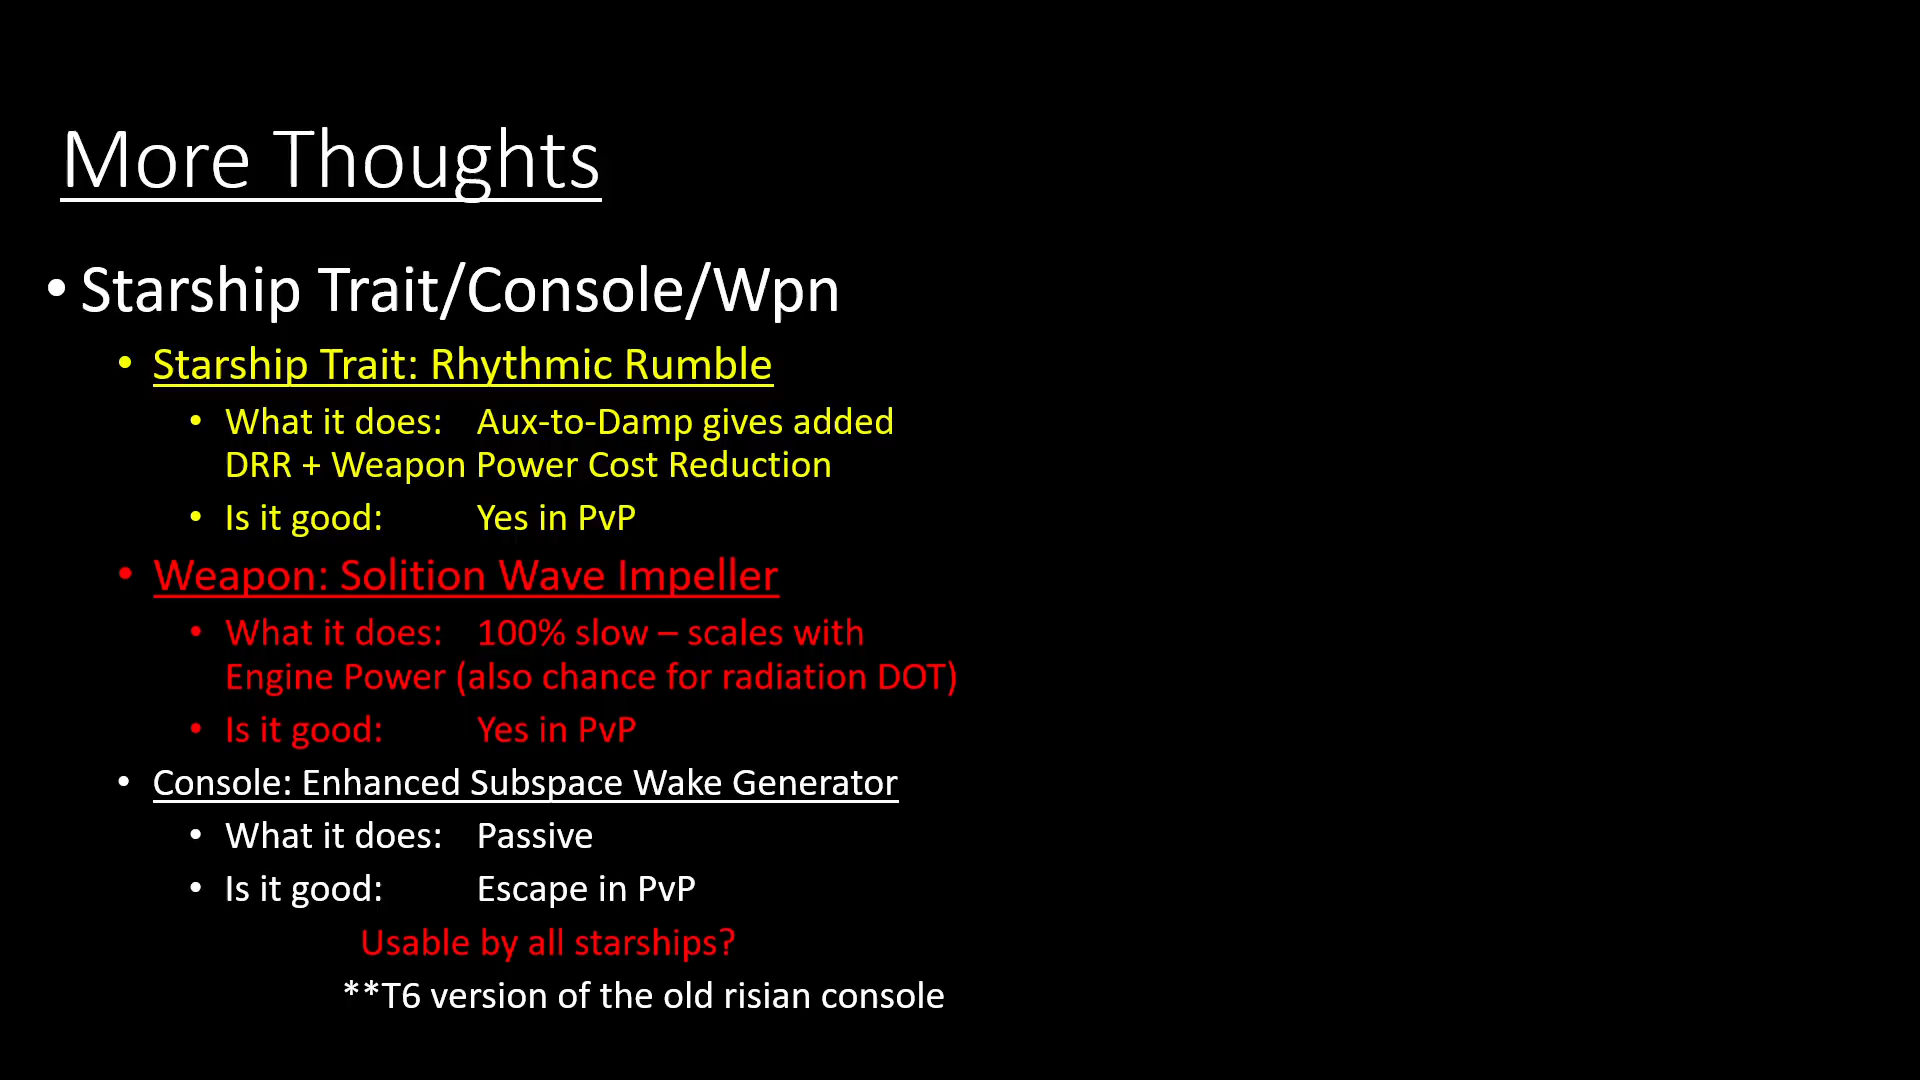 More Thoughts
• Starship Trait/Console/Wpn
• Starship Trait: Rhythmic Rumble
• What it does: Aux-to-Damp gives added
DRR + Weapon Power Cost Reduction
• Is it good: Yes in PvP
• Weapon: Solition Wave Impeller
• What it does: 100% slow – scales with
Engine Power (also chance for radiation DOT)
• Is it good: Yes in PvP
• Console: Enhanced Subspace Wake Generator
• What it does: Passive
• Is it good: Escape in PvP
Usable by all starships?
**T6 version of the old risian console